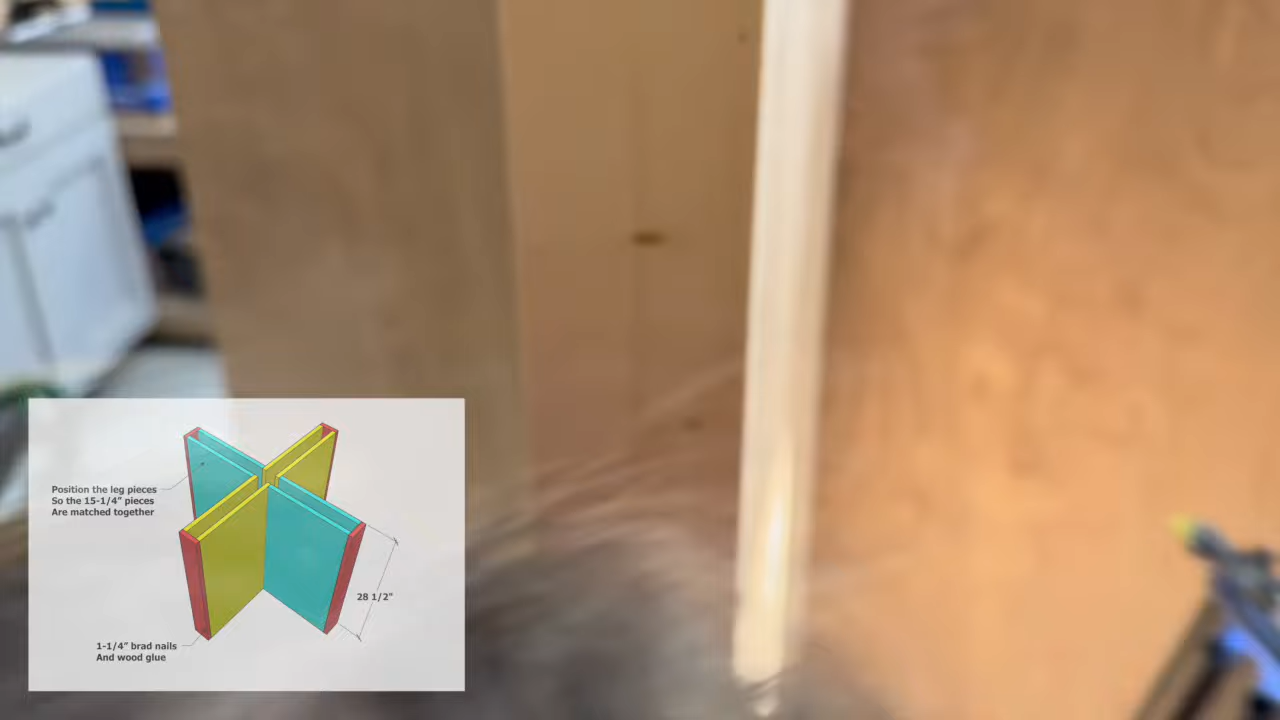 Position the leg pieces
So the 15-1/4” pieces
Are matched together
28 1/2"
1-1/4” brad nails
And wood glue